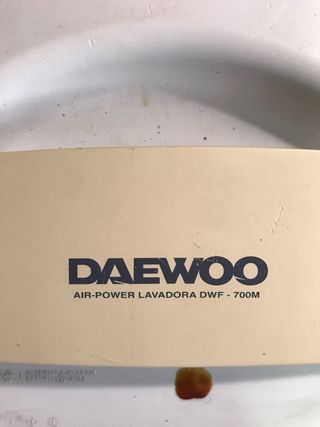 DAEWOO
AIR-POWER LAVADORA DWF - 700M